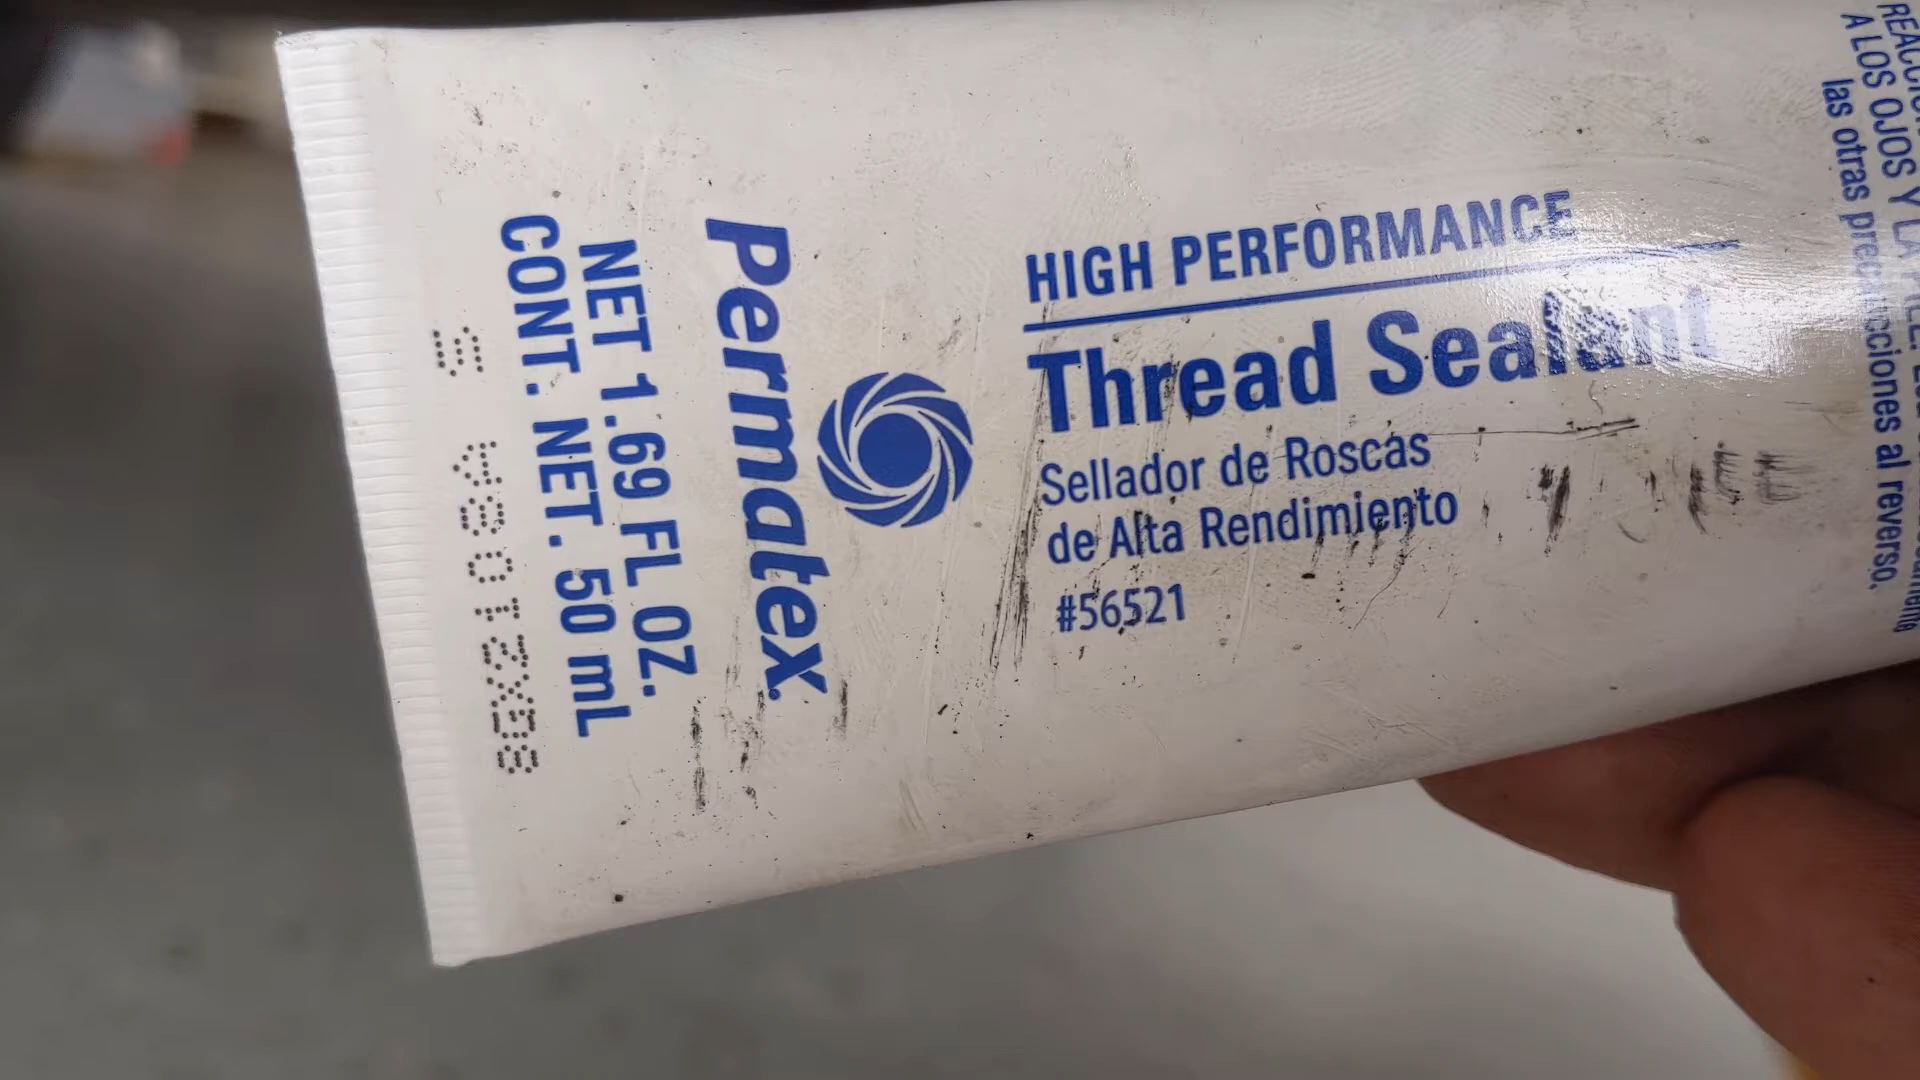 HIGH PERFORMANCE
Thread Sealant
Sellador de Roscas
de Alta Rendimiento
#56521
Permatex.
NET 1.69 FL OZ.
CONT. NET. 50 mL
A LOS OJOS Y LA
las otras precauciones al reverso.